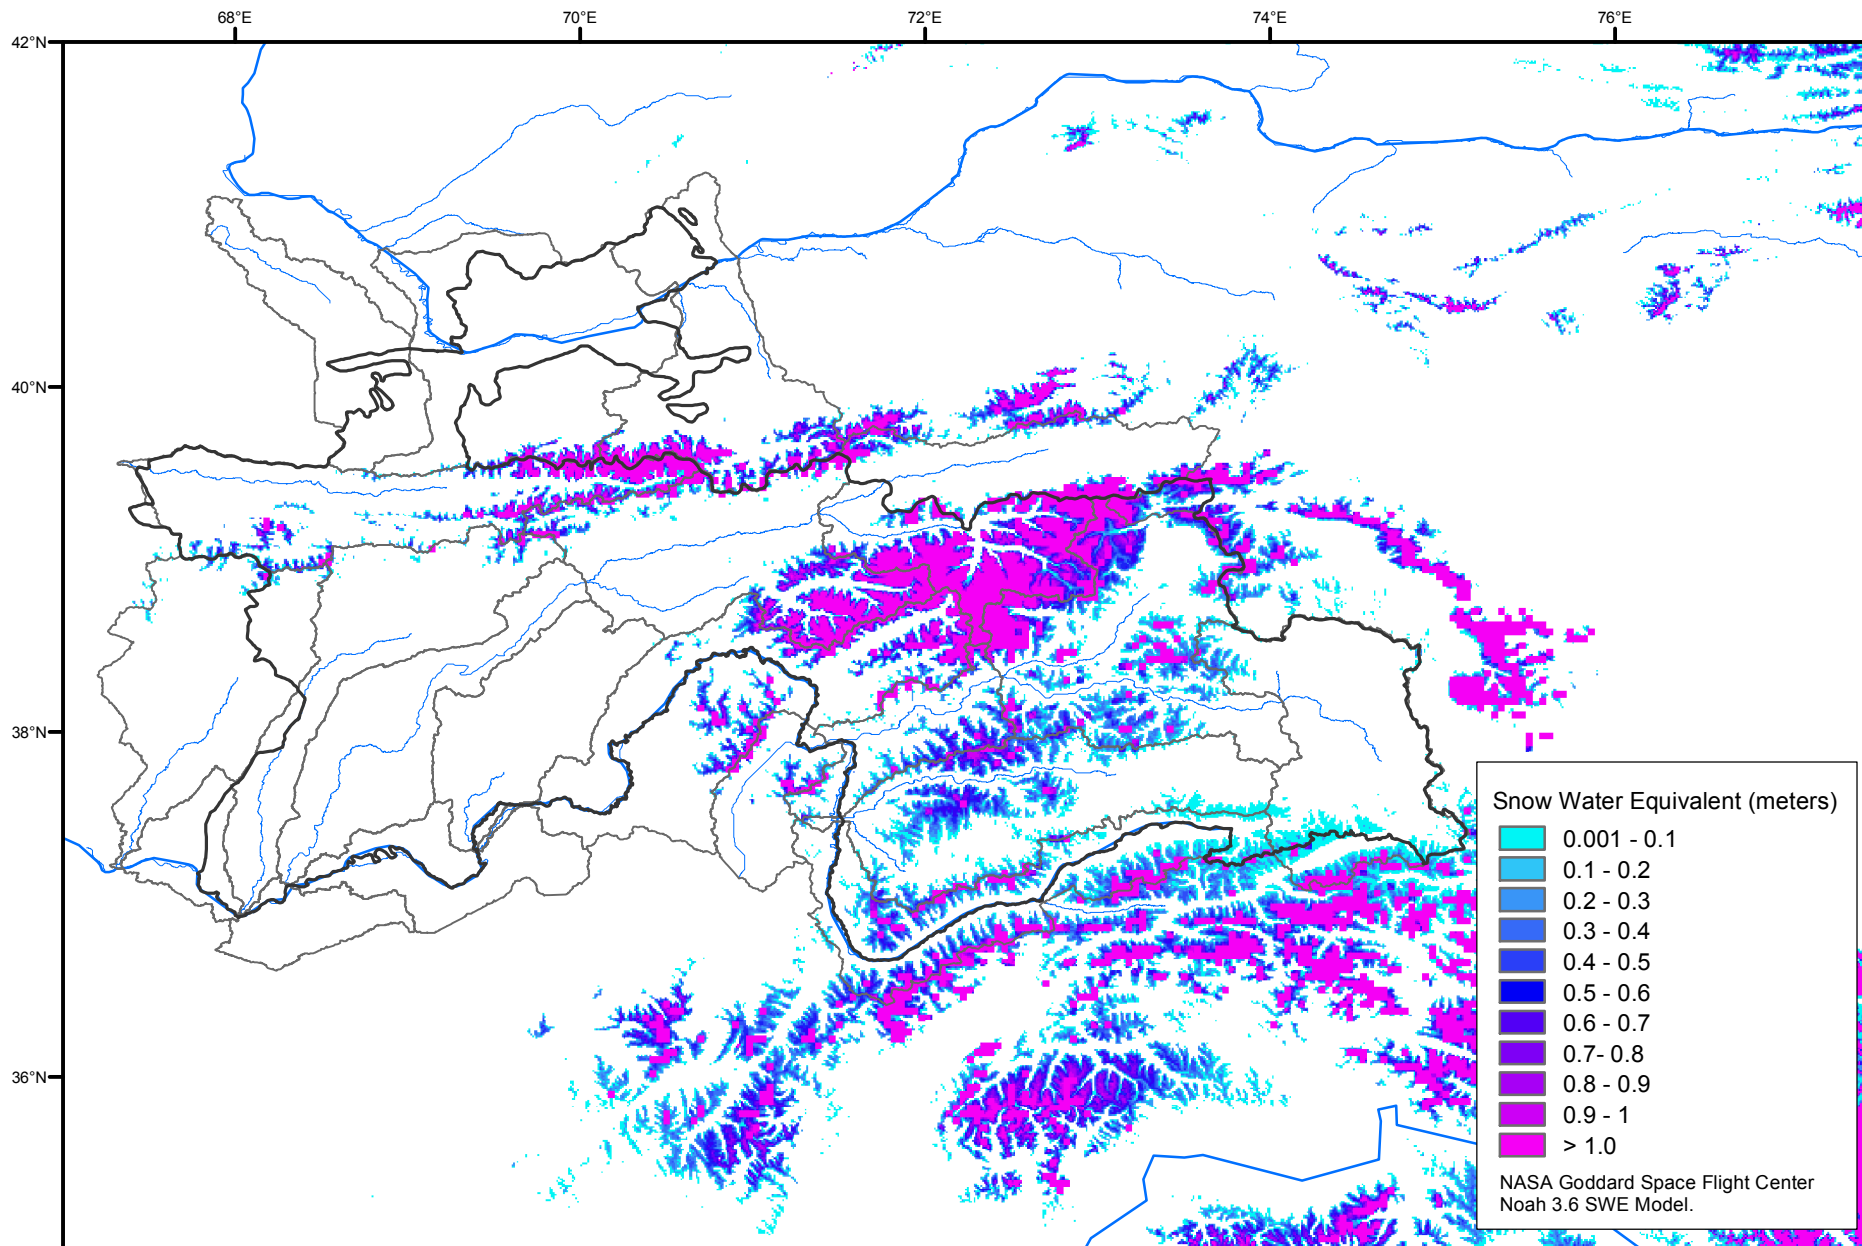 68°E
70°E
72°E
74°E
76°E
42°N
40°N
38°N
36°N
Snow Water Equivalent (meters)
0.001 - 0.1
0.1 - 0.2
0.2 - 0.3
0.3 - 0.4
0.4 - 0.5
0.5 - 0.6
0.6 - 0.7
0.7- 0.8
0.8 - 0.9
0.9 - 1
> 1.0
NASA Goddard Space Flight Center
Noah 3.6 SWE Model.